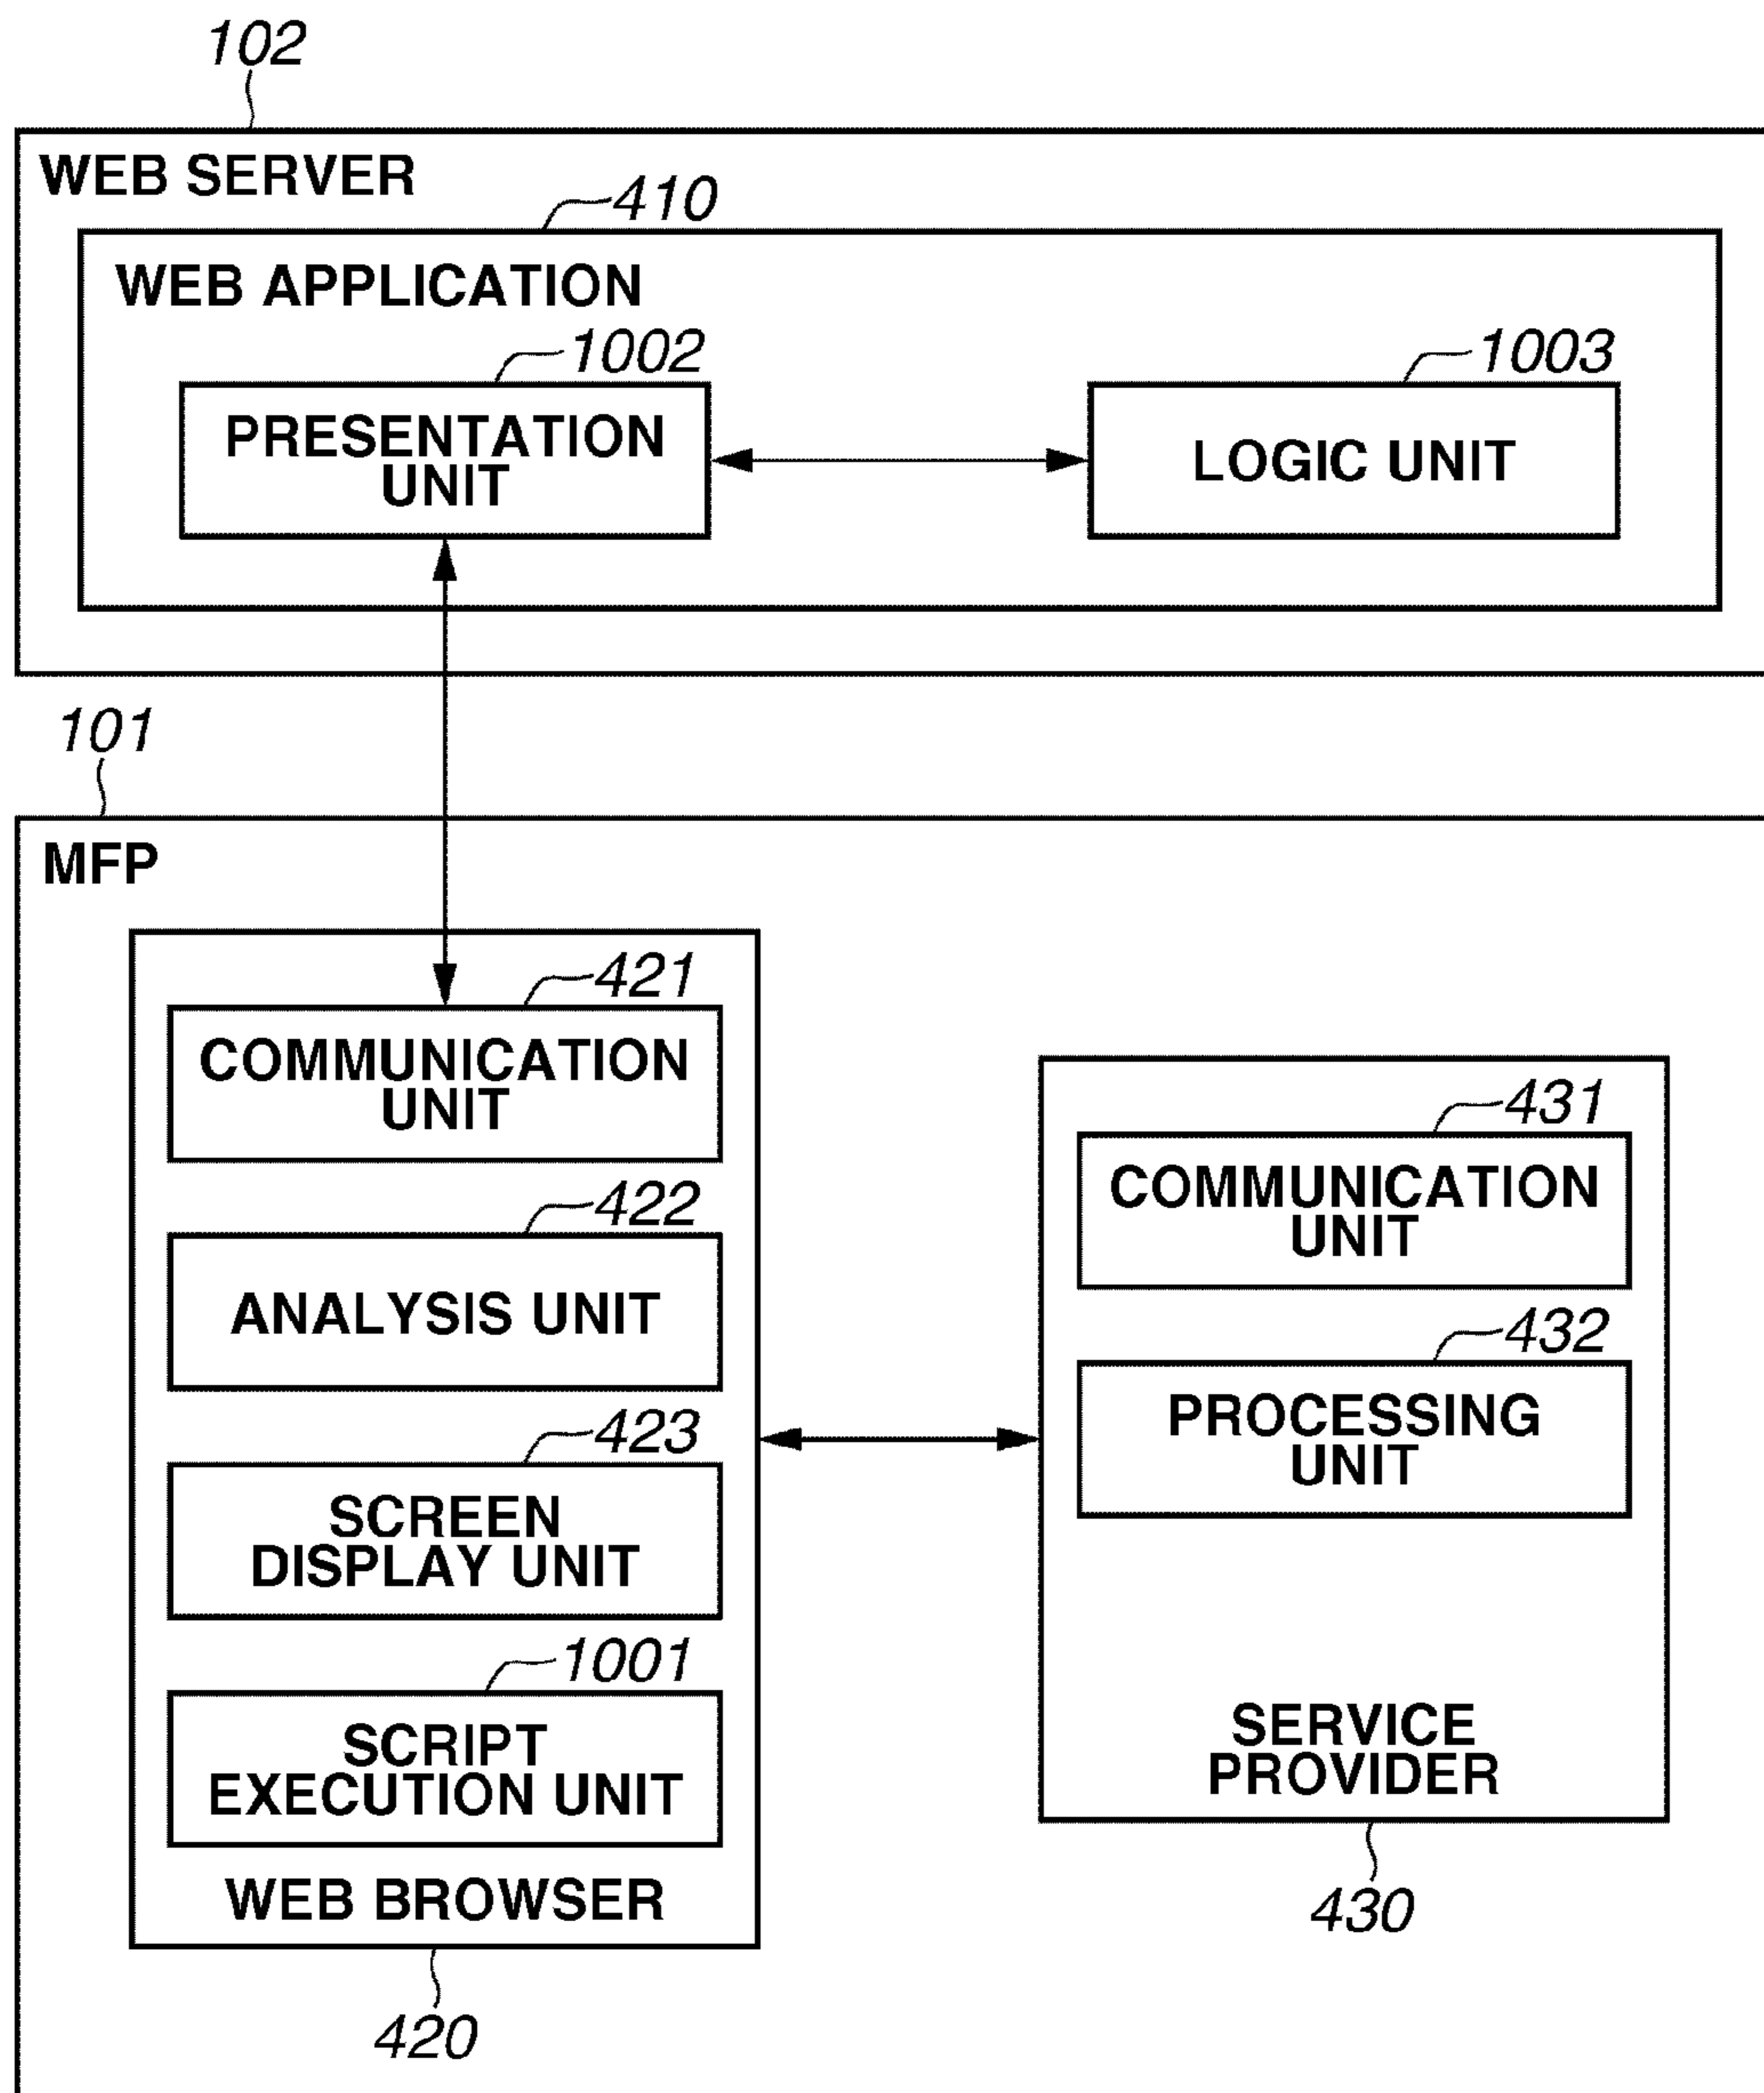 102
WEB SERVER
410
WEB APPLICATION
1002
1003
PRESENTATION
UNIT
LOGIC UNIT
101
MFP
421
COMMUNICATION
UNIT
422
ANALYSIS UNIT
423
SCREEN
DISPLAY UNIT
1001
SCRIPT
EXECUTION UNIT
WEB BROWSER
420
431
COMMUNICATION
UNIT
432
PROCESSING
UNIT
SERVICE
PROVIDER
430